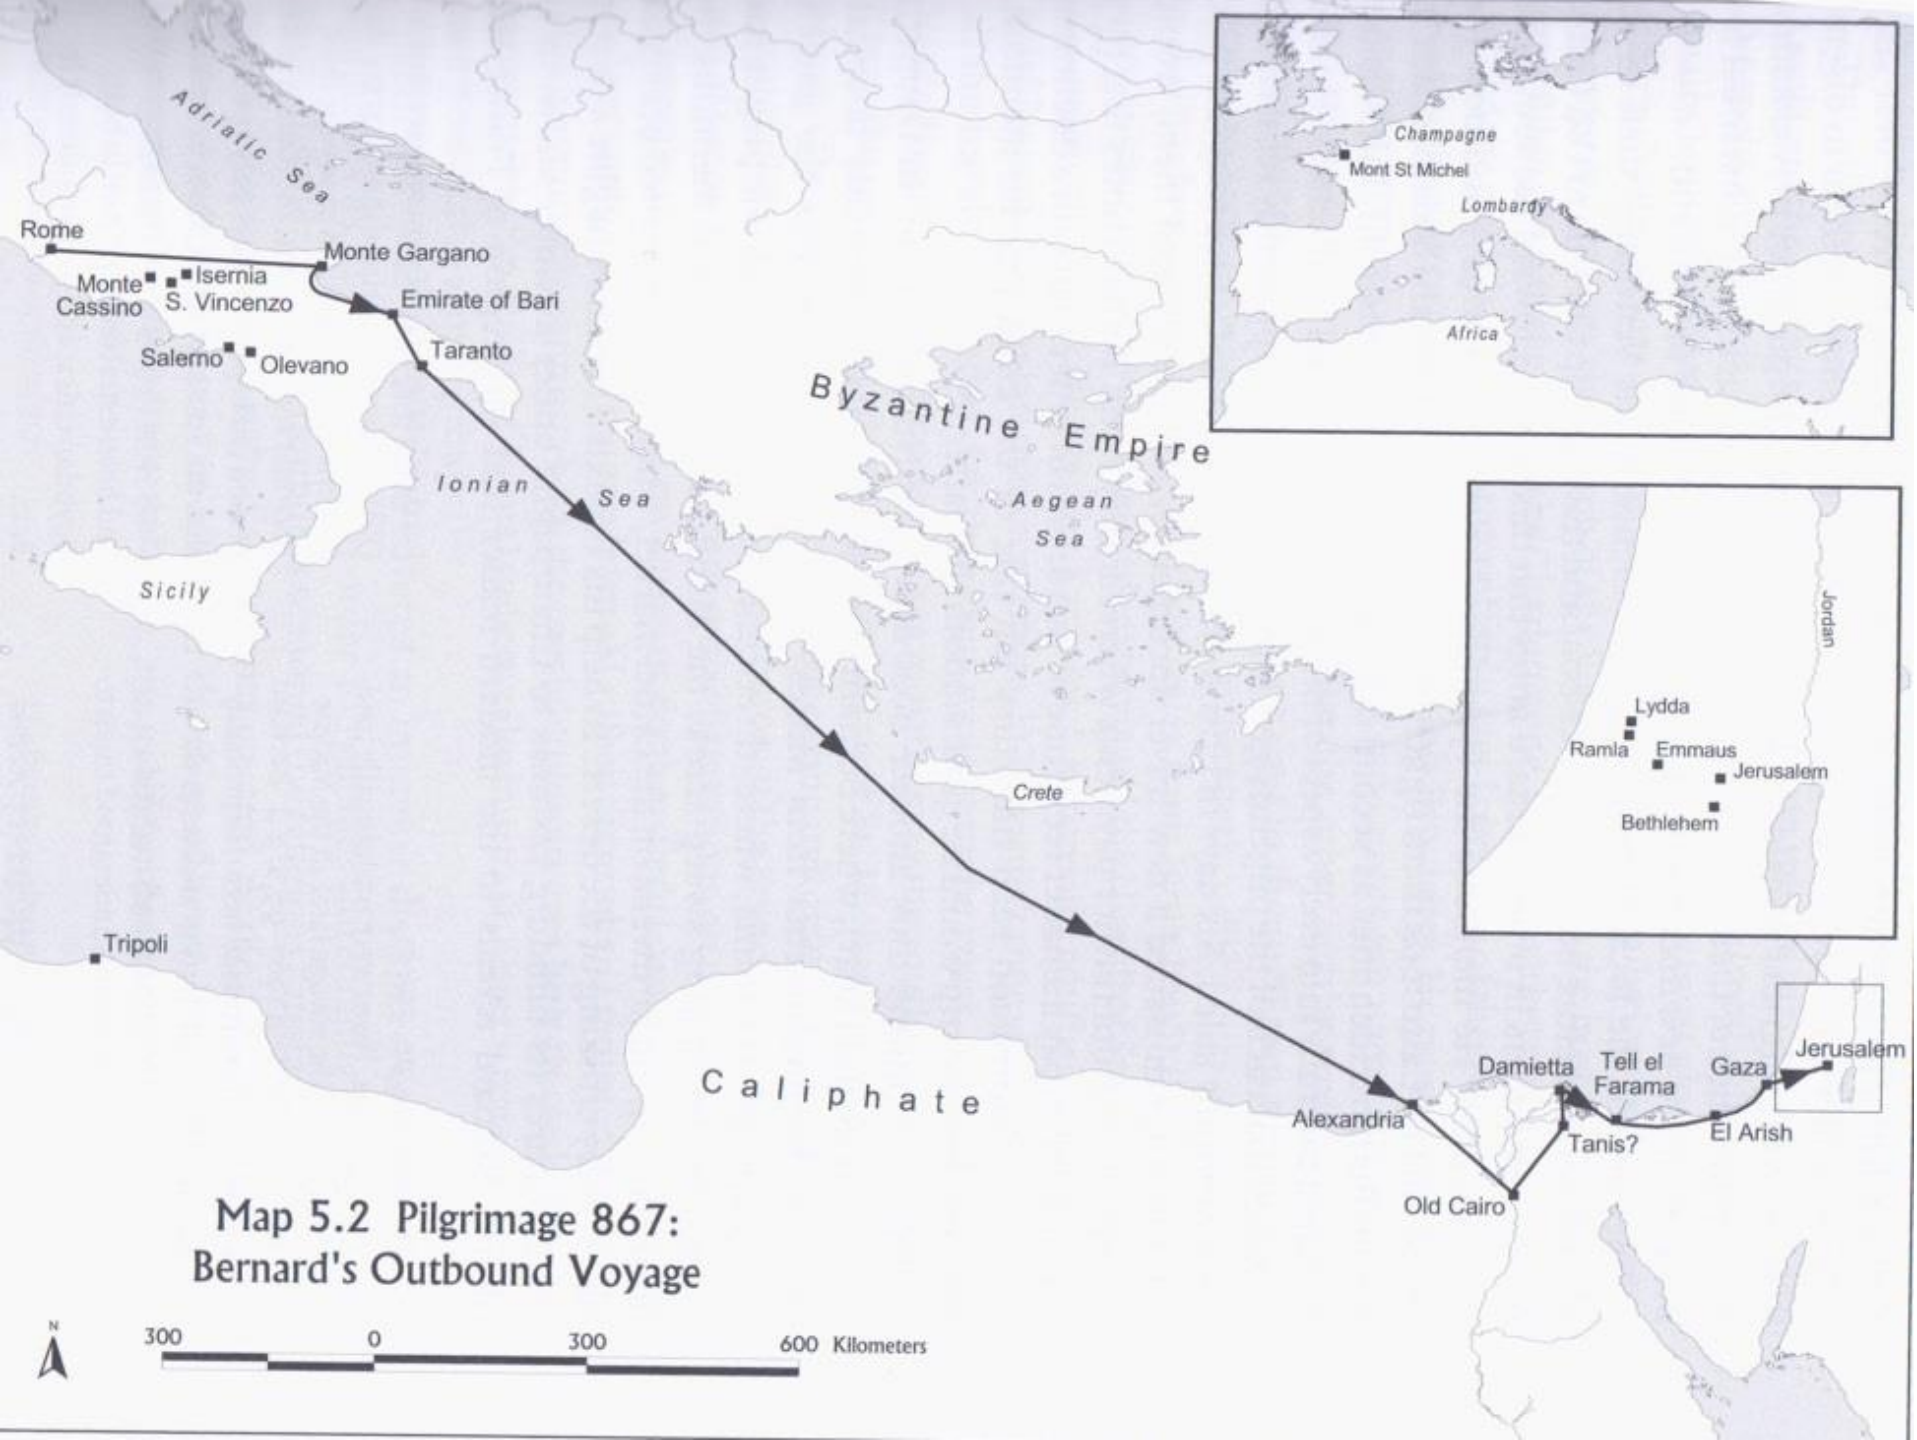 Adriatic Sea
Rome
Monte Gargano
Monte
Cassino
Isernia
S. Vincenzo
Emirate of Bari
Salerno
Olevano
Taranto
Byzantine Empire
Ionian Sea
Aegean
Sea
Sicily
Crete
Tripoli
Caliphate
Alexandria
Old Cairo
Damietta
Tanis?
Tell el
Farama
El Arish
Gaza
Jerusalem
Champagne
Mont St Michel
Lombardy
Africa
Jordan
Lydda
Ramla
Emmaus
Jerusalem
Bethlehem
Map 5.2 Pilgrimage 867:
Bernard's Outbound Voyage
N
300 0 300 600 Kilometers